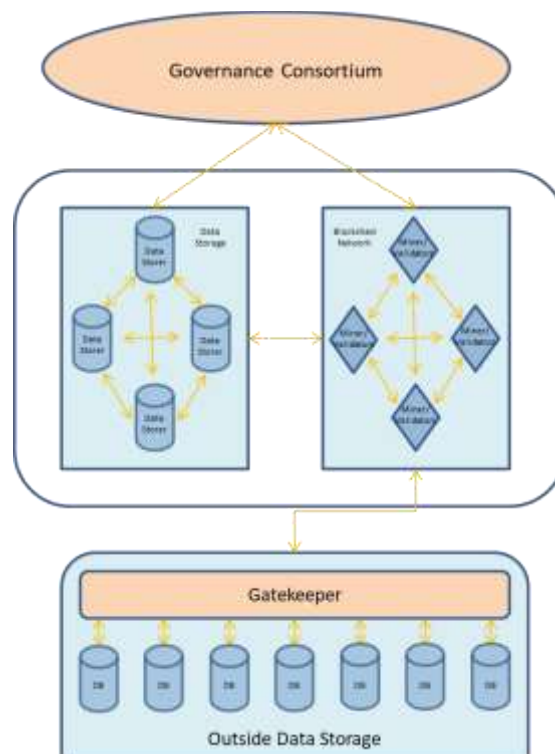 Governance Consortium
Data
Storage
Data
Storer
Data
Storer
Data
Storer
Data
Storer
Blockchain
Network
Miner/
Validator
Miner/
Validator
Miner/
Validator
Miner/
Validator
Gatekeeper
DB
DB
DB
DB
DB
DB
DB
Outside Data Storage